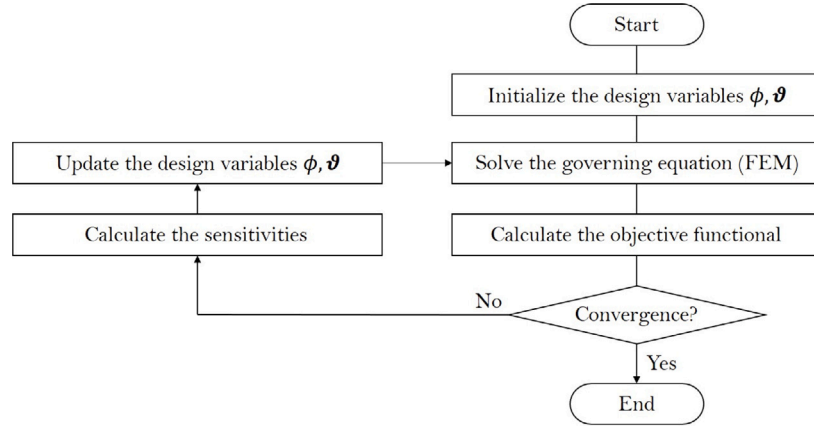 Start
Initialize the design variables ϕ, 𝝑
Solve the governing equation (FEM)
Calculate the objective functional
Convergence?
No
Yes
End
Calculate the sensitivities
Update the design variables ϕ, 𝝑